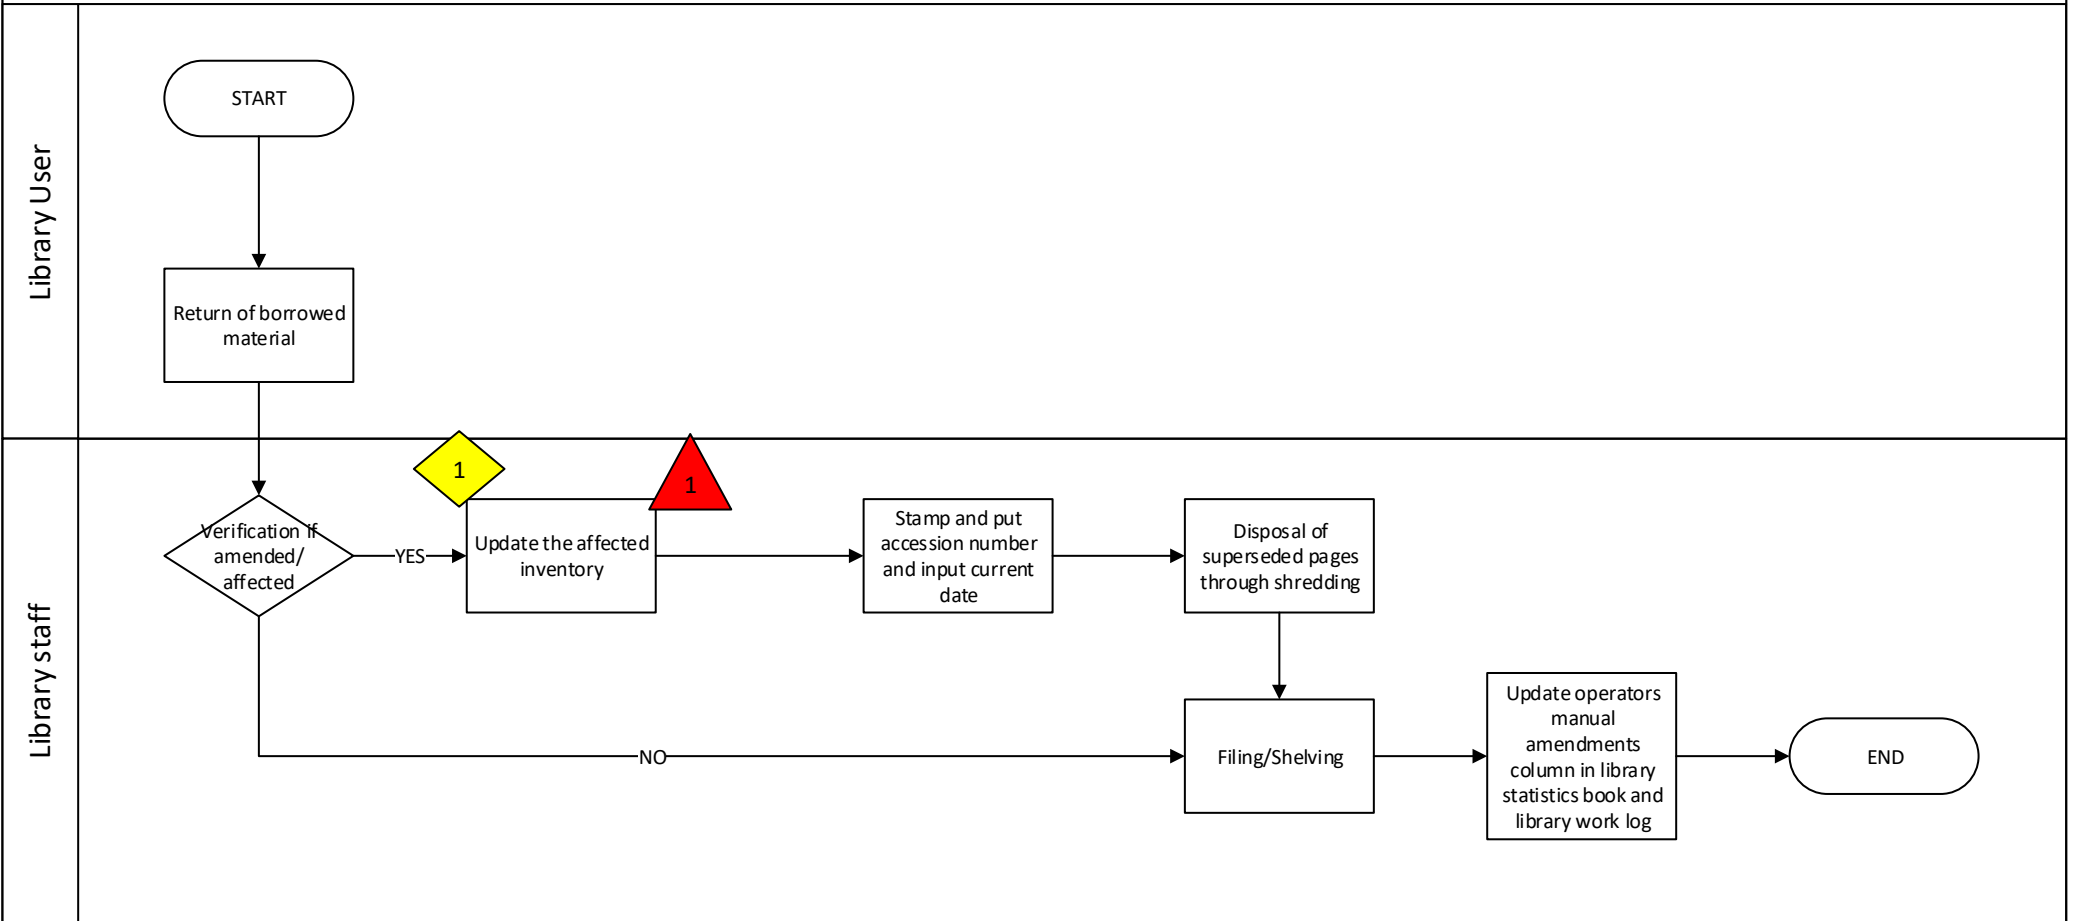 Library User
START
Return of borrowed
material
Library staff
1
1
Verification if
amended/
affected
YES
Update the affected
inventory
Stamp and put
accession number
and input current
date
Disposal of
superseded pages
through shredding
NO
Filing/Shelving
Update operators
manual
amendments
column in library
statistics book and
library work log
END